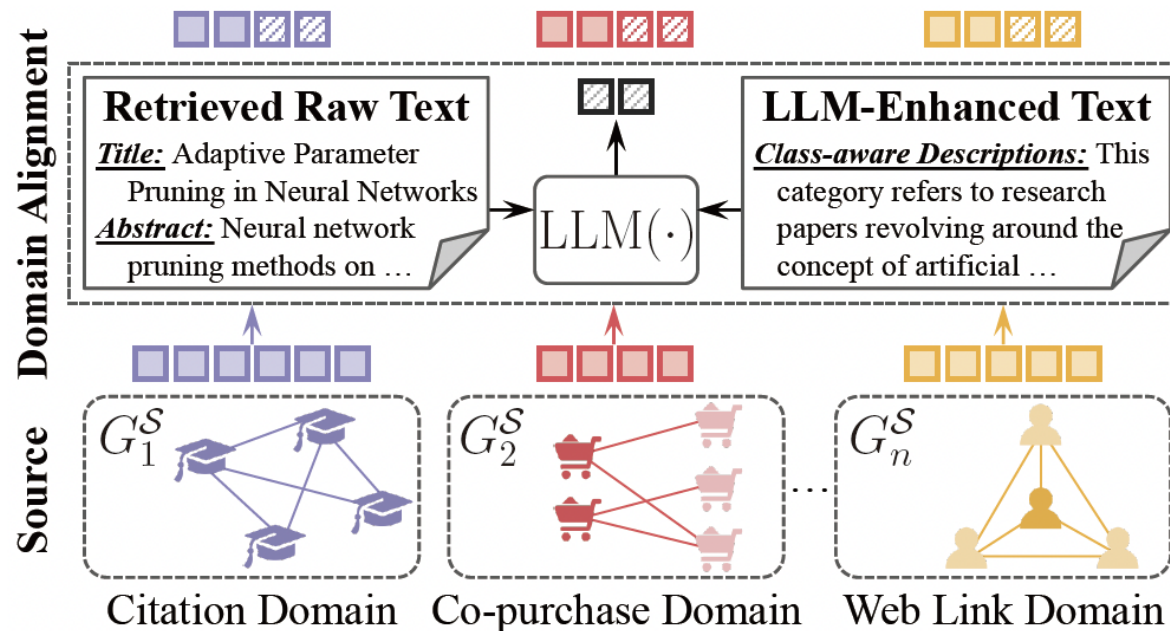 Domain Alignment
Retrieved Raw Text
Title: Adaptive Parameter
Pruning in Neural Networks
Abstract: Neural network
pruning methods on …
LLM(·)
LLM-Enhanced Text
Class-aware Descriptions: This
category refers to research
papers revolving around the
concept of artificial …
Source
G_1^S
G_2^S
...
G_n^S
Citation Domain
Co-purchase Domain
Web Link Domain